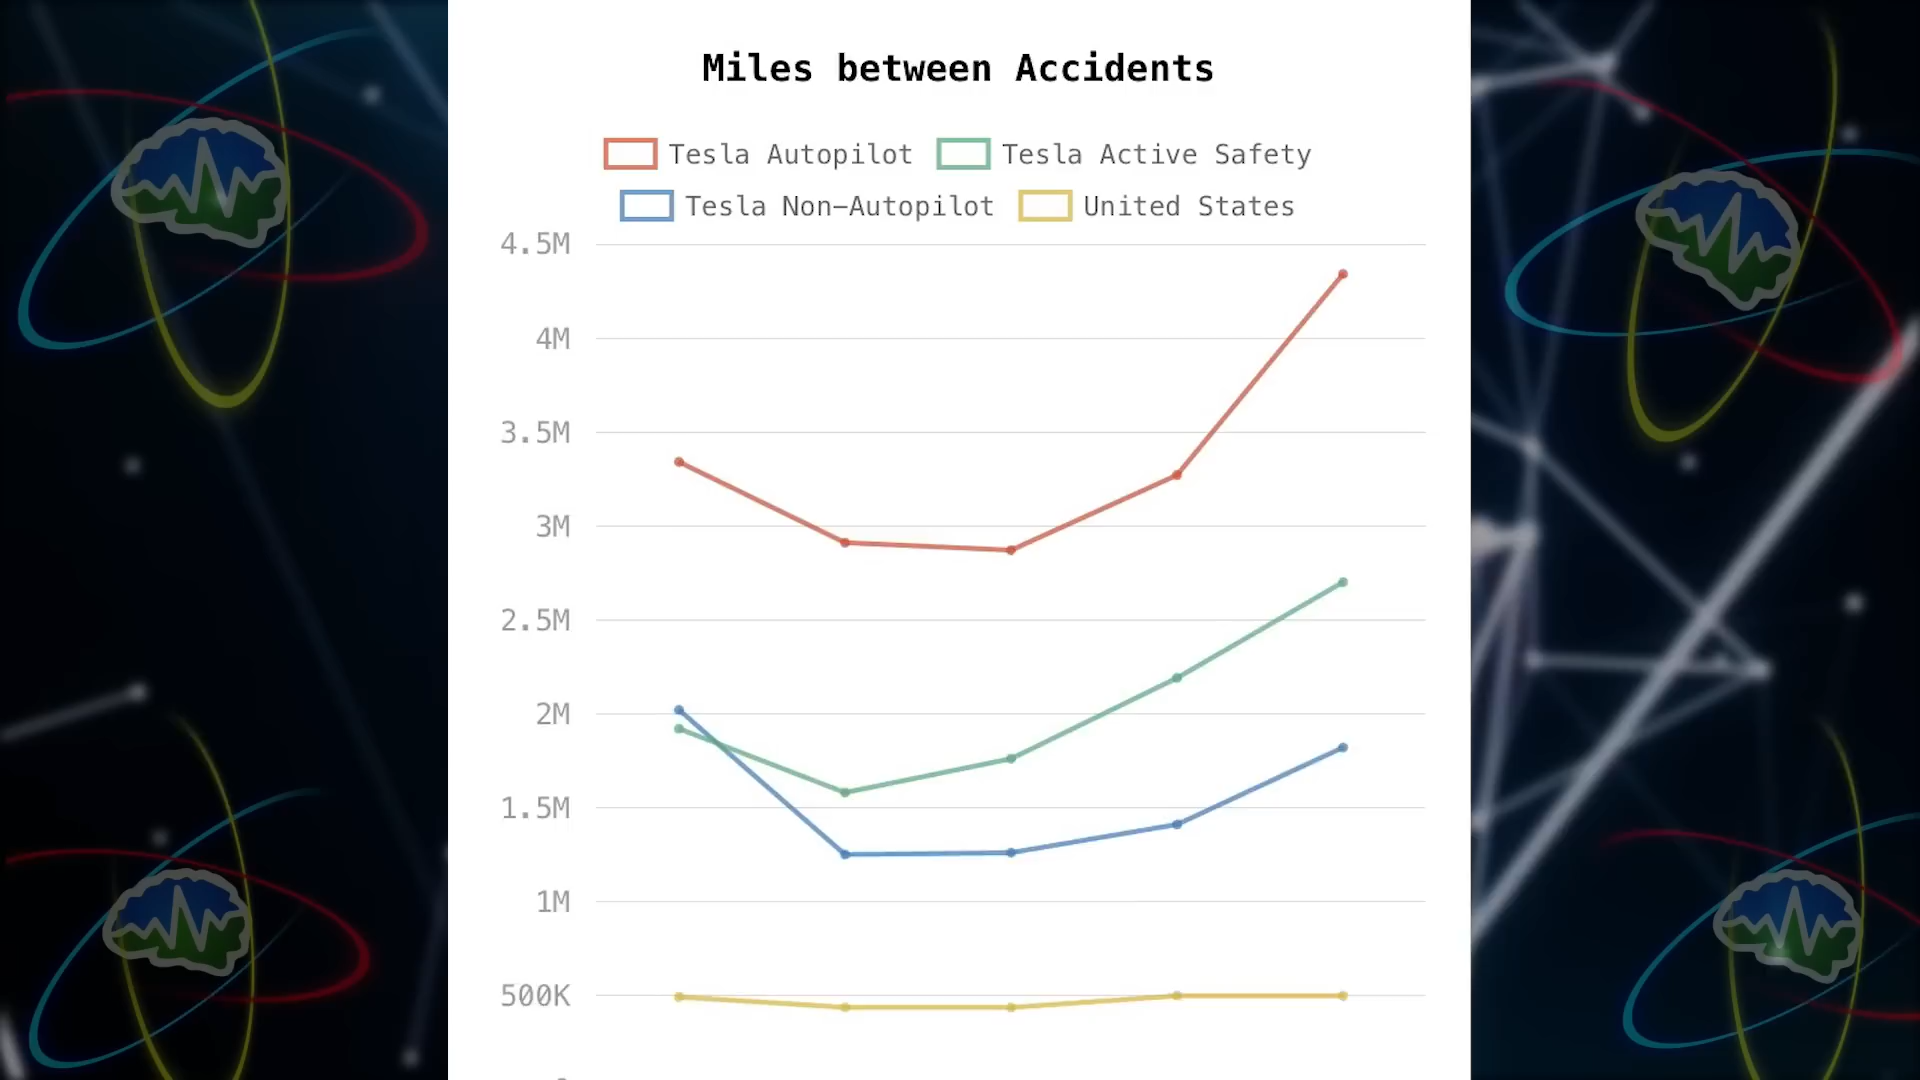 Miles between Accidents
Tesla Autopilot Tesla Active Safety
Tesla Non-Autopilot United States
4.5M
4M
3.5M
3M
2.5M
2M
1.5M
1M
500K